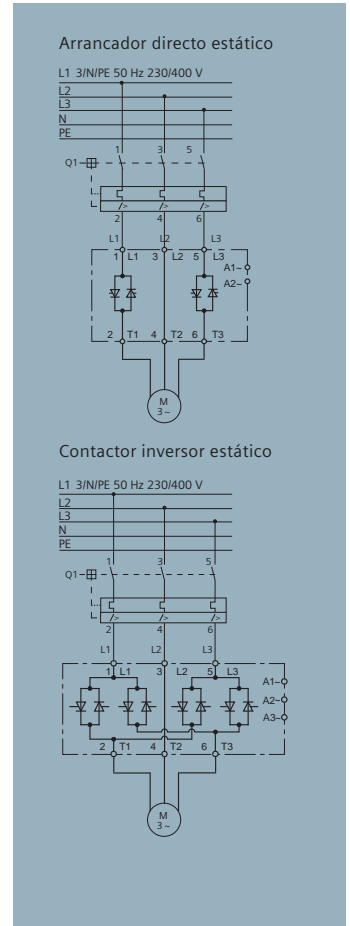 Arrancador directo estático
L1 3/N/PE 50 Hz 230/400 V
L2
L3
N
PE
1 3 5
Q1
I> I> I>
2 4 6
L1 L2 L3
1 L1 3 L2 5 L3
A1~
A2~
2 T1 4 T2 6 T3
M
3~
Contactor inversor estático
L1 3/N/PE 50 Hz 230/400 V
L2
L3
N
PE
1 3 5
Q1
I> I> I>
2 4 6
L1 L2 L3
1 L1 3 L2 5 L3
A1~
A2~
A3~
2 T1 4 T2 6 T3
M
3~